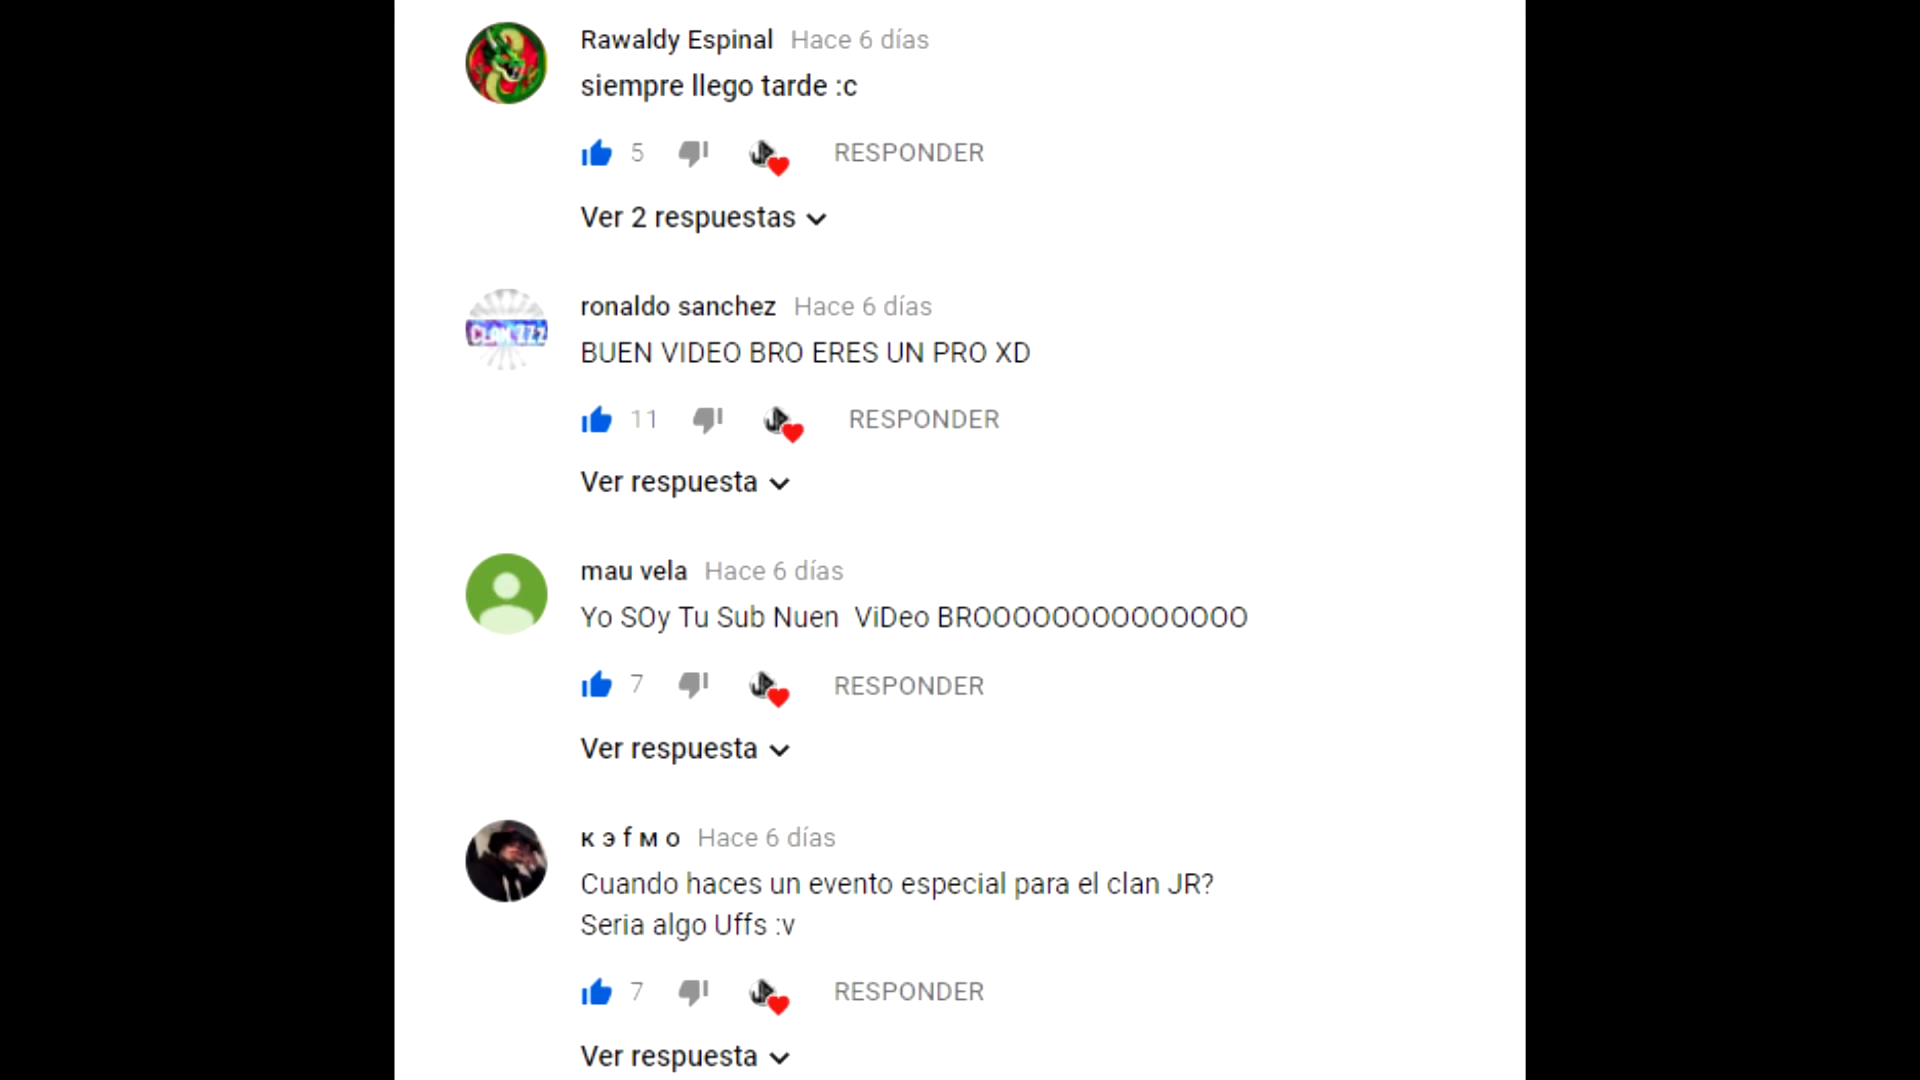 Rawaldy Espinal Hace 6 días
siempre llego tarde :c
5 RESPONDER
Ver 2 respuestas
CLAN ZZZ
ronaldo sanchez Hace 6 días
BUEN VIDEO BRO ERES UN PRO XD
11 RESPONDER
Ver respuesta
mau vela Hace 6 días
Yo SOy Tu Sub Nuen  ViDeo BROOOOOOOOOOOOOO
7 RESPONDER
Ver respuesta
к э f м о Hace 6 días
Cuando haces un evento especial para el clan JR?
Seria algo Uffs :v
7 RESPONDER
Ver respuesta